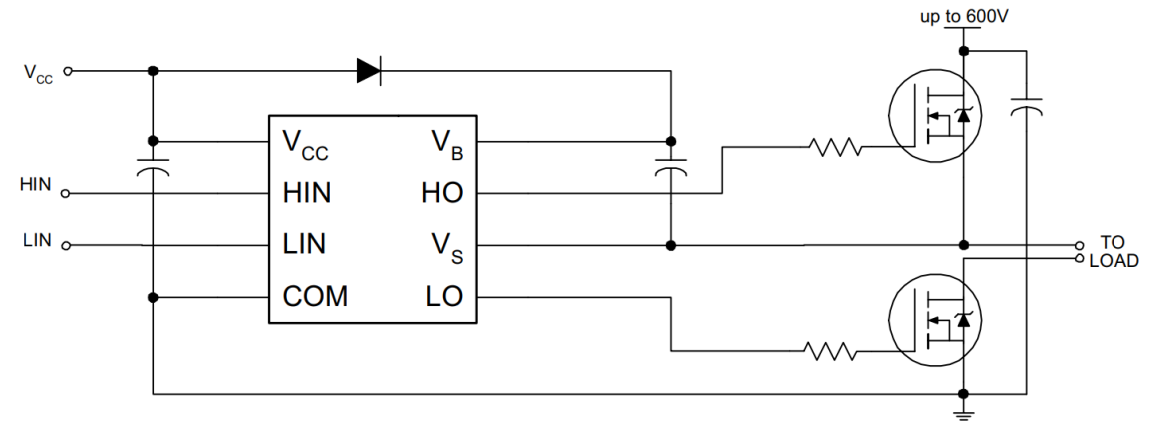 up to 600V
VCC
VCC
VB
HIN
HIN
HO
LIN
LIN
VS
TO
LOAD
COM
LO